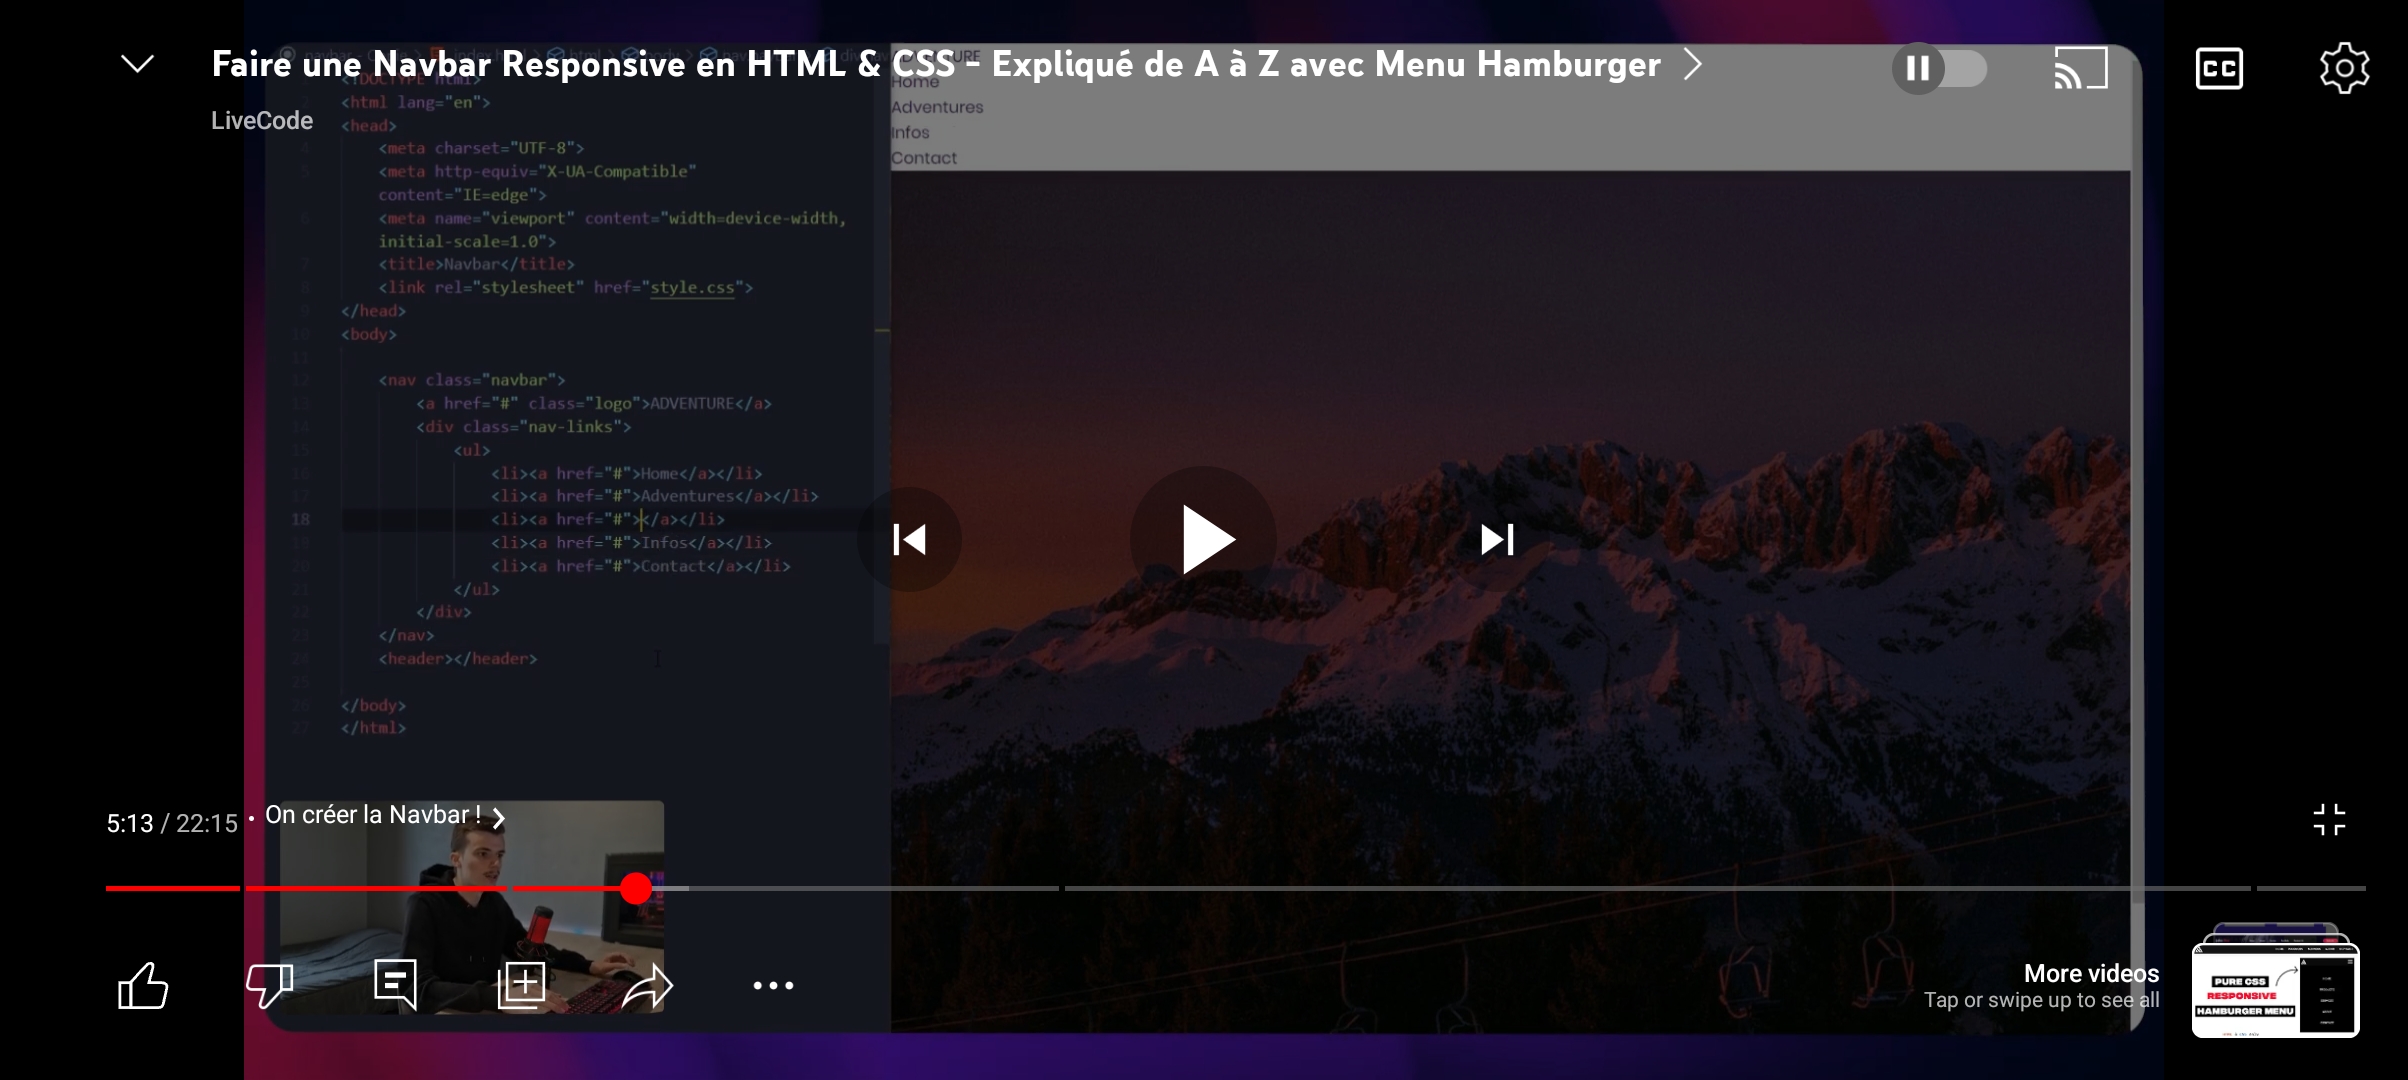 Faire une Navbar Responsive en HTML & CSS - Expliqué de A à Z avec Menu Hamburger
LiveCode
CC
<!DOCTYPE html>
<html lang="en">
<head>
<meta charset="UTF-8">
<meta http-equiv="X-UA-Compatible"
content="IE=edge">
<meta name="viewport" content="width=device-width,
initial-scale=1.0">
<title>Navbar</title>
<link rel="stylesheet" href="style.css">
</head>
<body>
<nav class="navbar">
<a href="#" class="logo">ADVENTURE</a>
<div class="nav-links">
<ul>
<li><a href="#">Home</a></li>
<li><a href="#">Adventures</a></li>
18 <li><a href="#"></a></li>
<li><a href="#">Infos</a></li>
<li><a href="#">Contact</a></li>
</ul>
</div>
</nav>
<header></header>
</body>
</html>
ADVENTURE
Home
Adventures
Infos
Contact
5:13 / 22:15 • On créer la Navbar !
More videos
Tap or swipe up to see all
PURE CSS
RESPONSIVE
HAMBURGER MENU